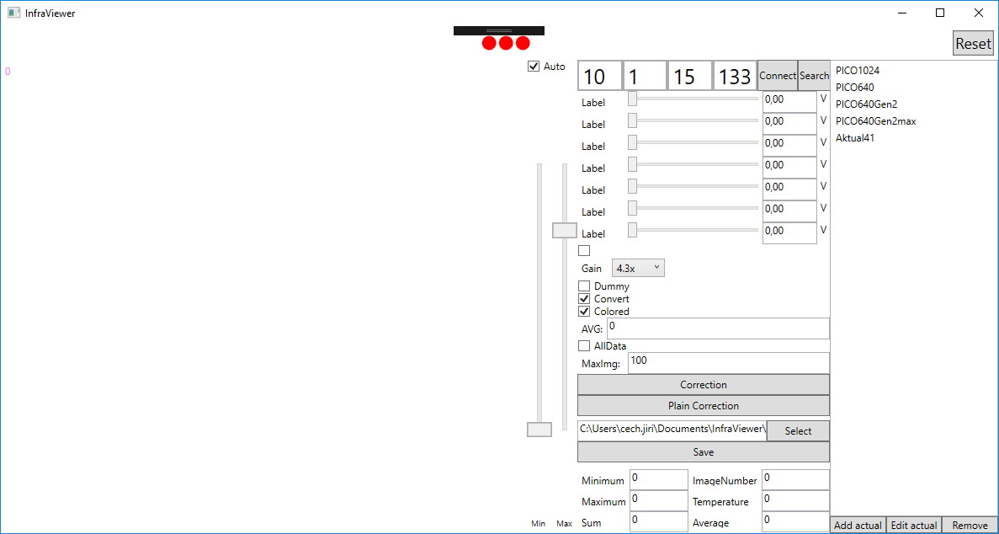 InfraViewer
Reset
0
Auto
10 1 15 133 Connect Search
PICO1024
PICO640
PICO640Gen2
PICO640Gen2max
Aktual41
Label 0,00 V
Label 0,00 V
Label 0,00 V
Label 0,00 V
Label 0,00 V
Label 0,00 V
Label 0,00 V
Gain 4.3x
Dummy
Convert
Colored
AVG: 0
AllData
MaxImg: 100
Correction
Plain Correction
C:\Users\cech.jiri\Documents\InfraViewer\ Select
Save
Minimum 0 ImageNumber 0
Maximum 0 Temperature 0
Min Max Sum 0 Average 0
Add actual Edit actual Remove